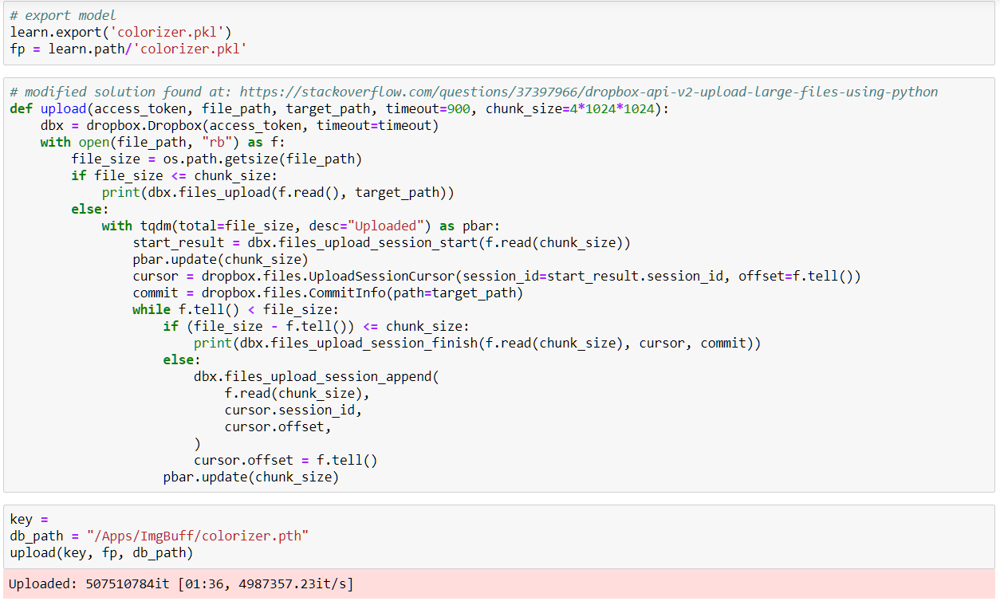 # export model
learn.export('colorizer.pkl')
fp = learn.path/'colorizer.pkl'
# modified solution found at: https://stackoverflow.com/questions/37397966/dropbox-api-v2-upload-large-files-using-python
def upload(access_token, file_path, target_path, timeout=900, chunk_size=4*1024*1024):
    dbx = dropbox.Dropbox(access_token, timeout=timeout)
    with open(file_path, "rb") as f:
        file_size = os.path.getsize(file_path)
        if file_size <= chunk_size:
            print(dbx.files_upload(f.read(), target_path))
        else:
            with tqdm(total=file_size, desc="Uploaded") as pbar:
                start_result = dbx.files_upload_session_start(f.read(chunk_size))
                pbar.update(chunk_size)
                cursor = dropbox.files.UploadSessionCursor(session_id=start_result.session_id, offset=f.tell())
                commit = dropbox.files.CommitInfo(path=target_path)
                while f.tell() < file_size:
                    if (file_size - f.tell()) <= chunk_size:
                        print(dbx.files_upload_session_finish(f.read(chunk_size), cursor, commit))
                    else:
                        dbx.files_upload_session_append(
                            f.read(chunk_size),
                            cursor.session_id,
                            cursor.offset,
                        )
                        cursor.offset = f.tell()
                    pbar.update(chunk_size)
key =
db_path = "/Apps/ImgBuff/colorizer.pth"
upload(key, fp, db_path)
Uploaded: 507510784it [01:36, 4987357.23it/s]